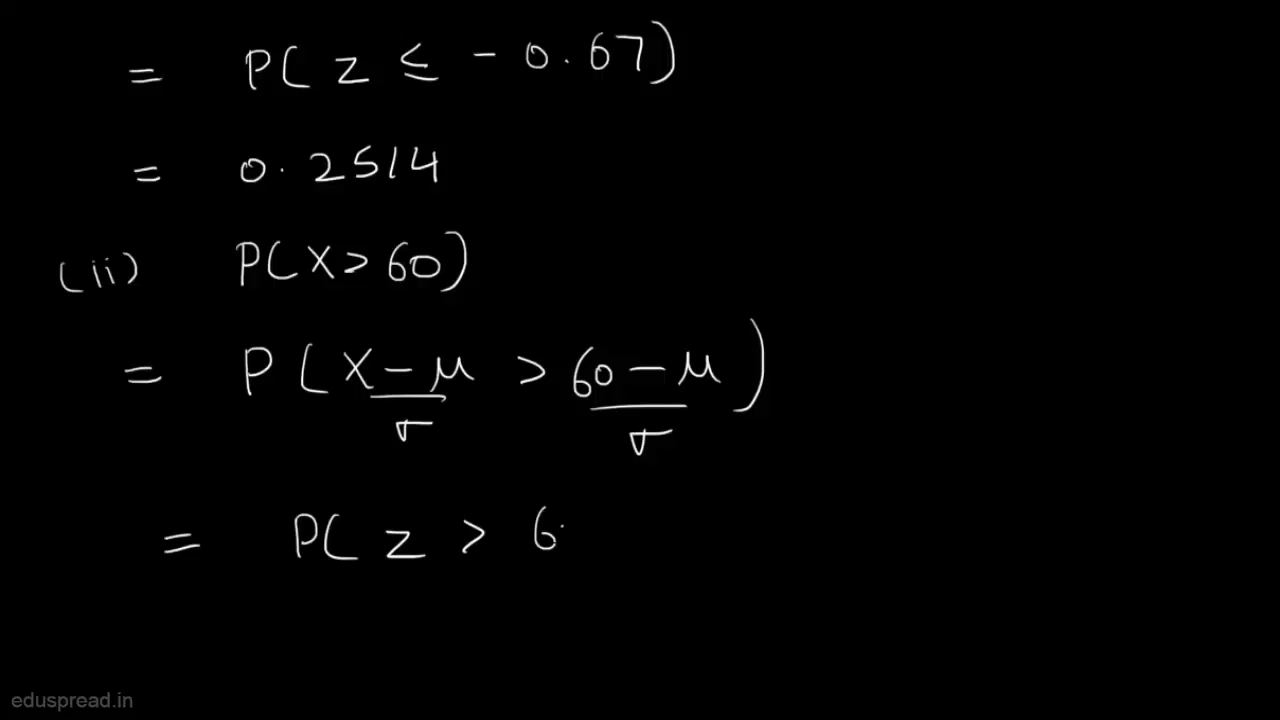 = P( Z ≤ - 0.67)
= 0.2514
(ii) P( X > 60)
= P ( X - μ / σ > 60 - μ / σ )
= P( Z > 6
eduspread.in